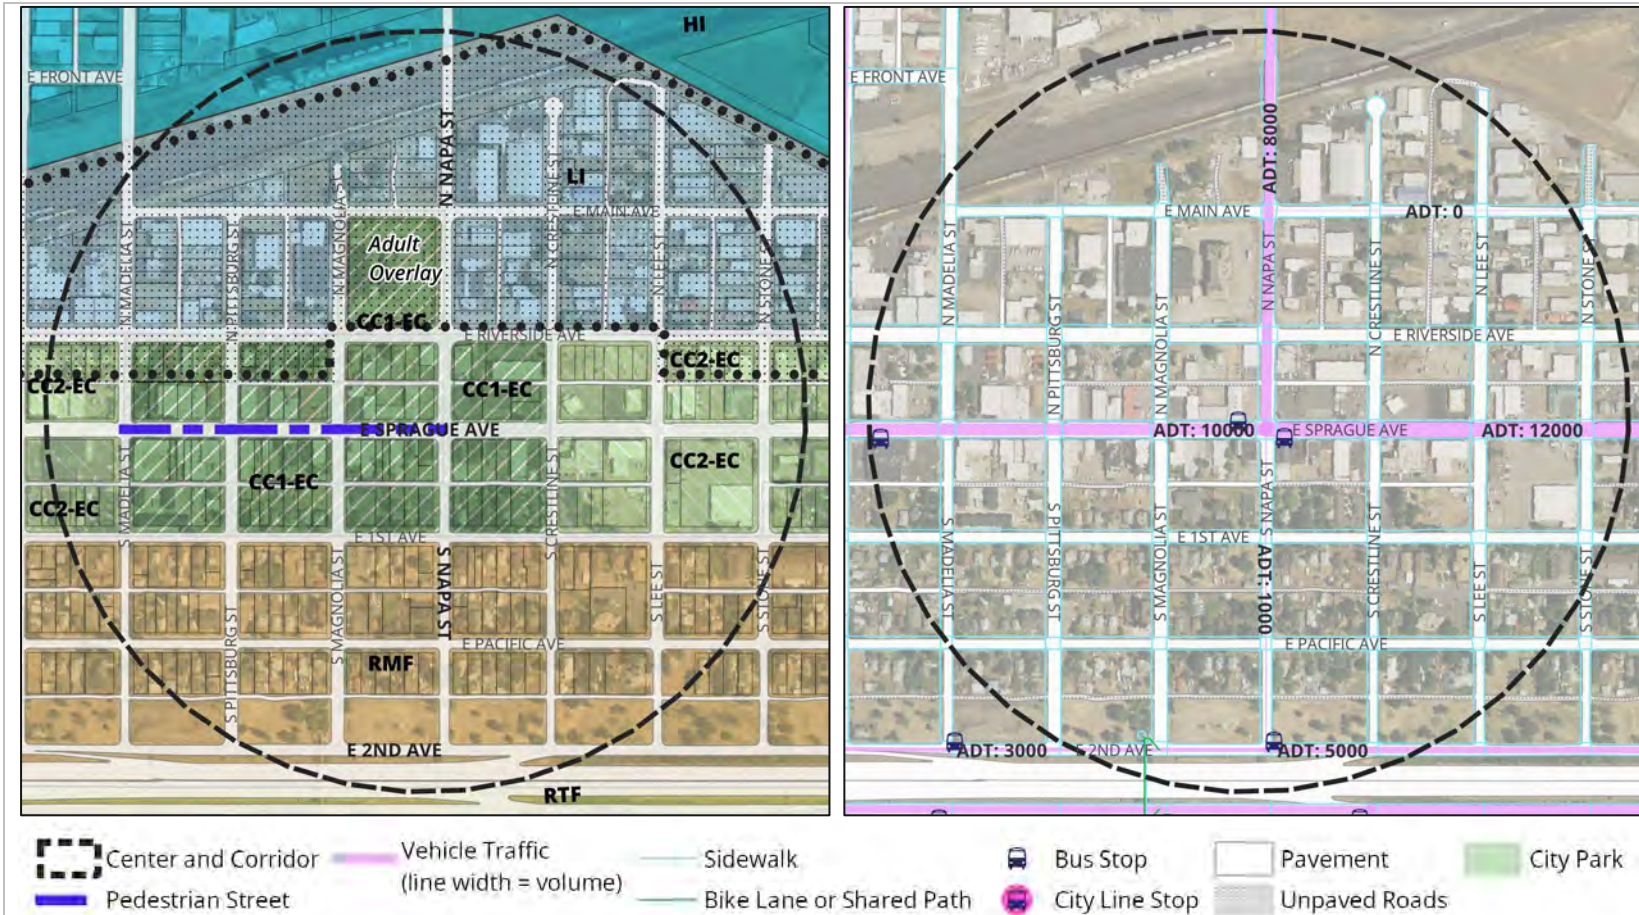 HI
E FRONT AVE
N NAPA ST
LI
N CRESTLINE ST
E MAIN AVE
N MADELIA ST
N PITTSBURG ST
N MAGNOLIA ST
Adult
Overlay
N LEE ST
N STONE ST
CC1-EC
E RIVERSIDE AVE
CC2-EC
CC2-EC
CC1-EC
E SPRAGUE AVE
CC2-EC
CC1-EC
CC2-EC
S MADELIA ST
S CRESTLINE ST
E 1ST AVE
S PITTSBURG ST
S MAGNOLIA ST
S NAPA ST
S LEE ST
S STONE ST
E PACIFIC AVE
RMF
E 2ND AVE
RTF
E FRONT AVE
ADT: 8000
E MAIN AVE
ADT: 0
N MADELIA ST
N PITTSBURG ST
N MAGNOLIA ST
N NAPA ST
N CRESTLINE ST
N LEE ST
N STONE ST
E RIVERSIDE AVE
ADT: 10000
E SPRAGUE AVE
ADT: 12000
S NAPA ST
E 1ST AVE
S MADELIA ST
S PITTSBURG ST
S MAGNOLIA ST
ADT: 1000
S CRESTLINE ST
S LEE ST
S STONE ST
E PACIFIC AVE
ADT: 3000
E 2ND AVE
ADT: 5000
Center and Corridor
Pedestrian Street
Vehicle Traffic
(line width = volume)
Sidewalk
Bike Lane or Shared Path
Bus Stop
City Line Stop
Pavement
Unpaved Roads
City Park